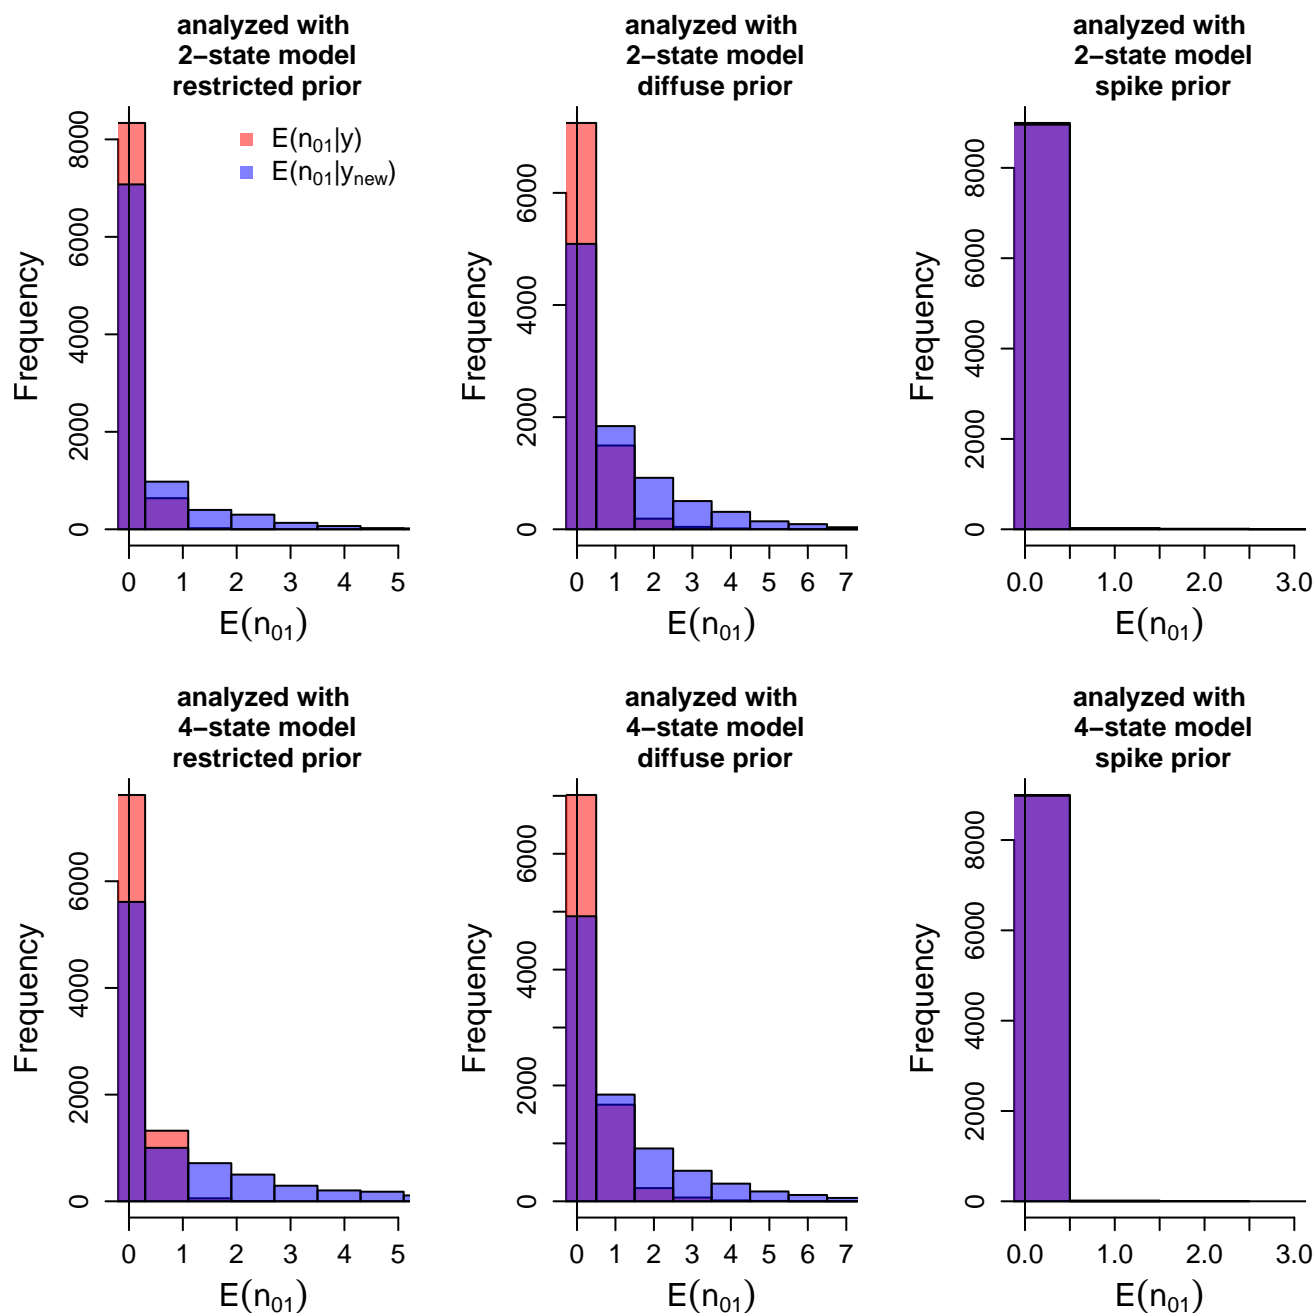 analyzed with
2−state model
restricted prior
8000
6000
4000
2000
0
Frequency
E(n₀₁|y)
E(n₀₁|yₙₑw)
0 1 2 3 4 5
E(n₀₁)
analyzed with
2−state model
diffuse prior
6000
4000
2000
0
Frequency
0 1 2 3 4 5 6 7
E(n₀₁)
analyzed with
2−state model
spike prior
8000
6000
4000
2000
0
Frequency
0.0 1.0 2.0 3.0
E(n₀₁)
analyzed with
4−state model
restricted prior
6000
4000
2000
0
Frequency
0 1 2 3 4 5
E(n₀₁)
analyzed with
4−state model
diffuse prior
6000
4000
2000
0
Frequency
0 1 2 3 4 5 6 7
E(n₀₁)
analyzed with
4−state model
spike prior
8000
6000
4000
2000
0
Frequency
0.0 1.0 2.0 3.0
E(n₀₁)